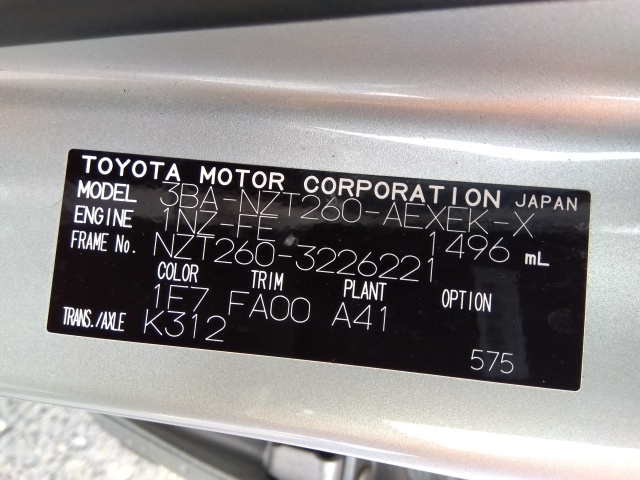 TOYOTA MOTOR CORPORATION JAPAN
MODEL 3BA-NZT260-AEXEK-X
ENGINE 1NZ-FE 1496 mL
FRAME No. NZT260-3226221
COLOR TRIM PLANT OPTION
1E7 FA00 A41
TRANS./AXLE K312
575